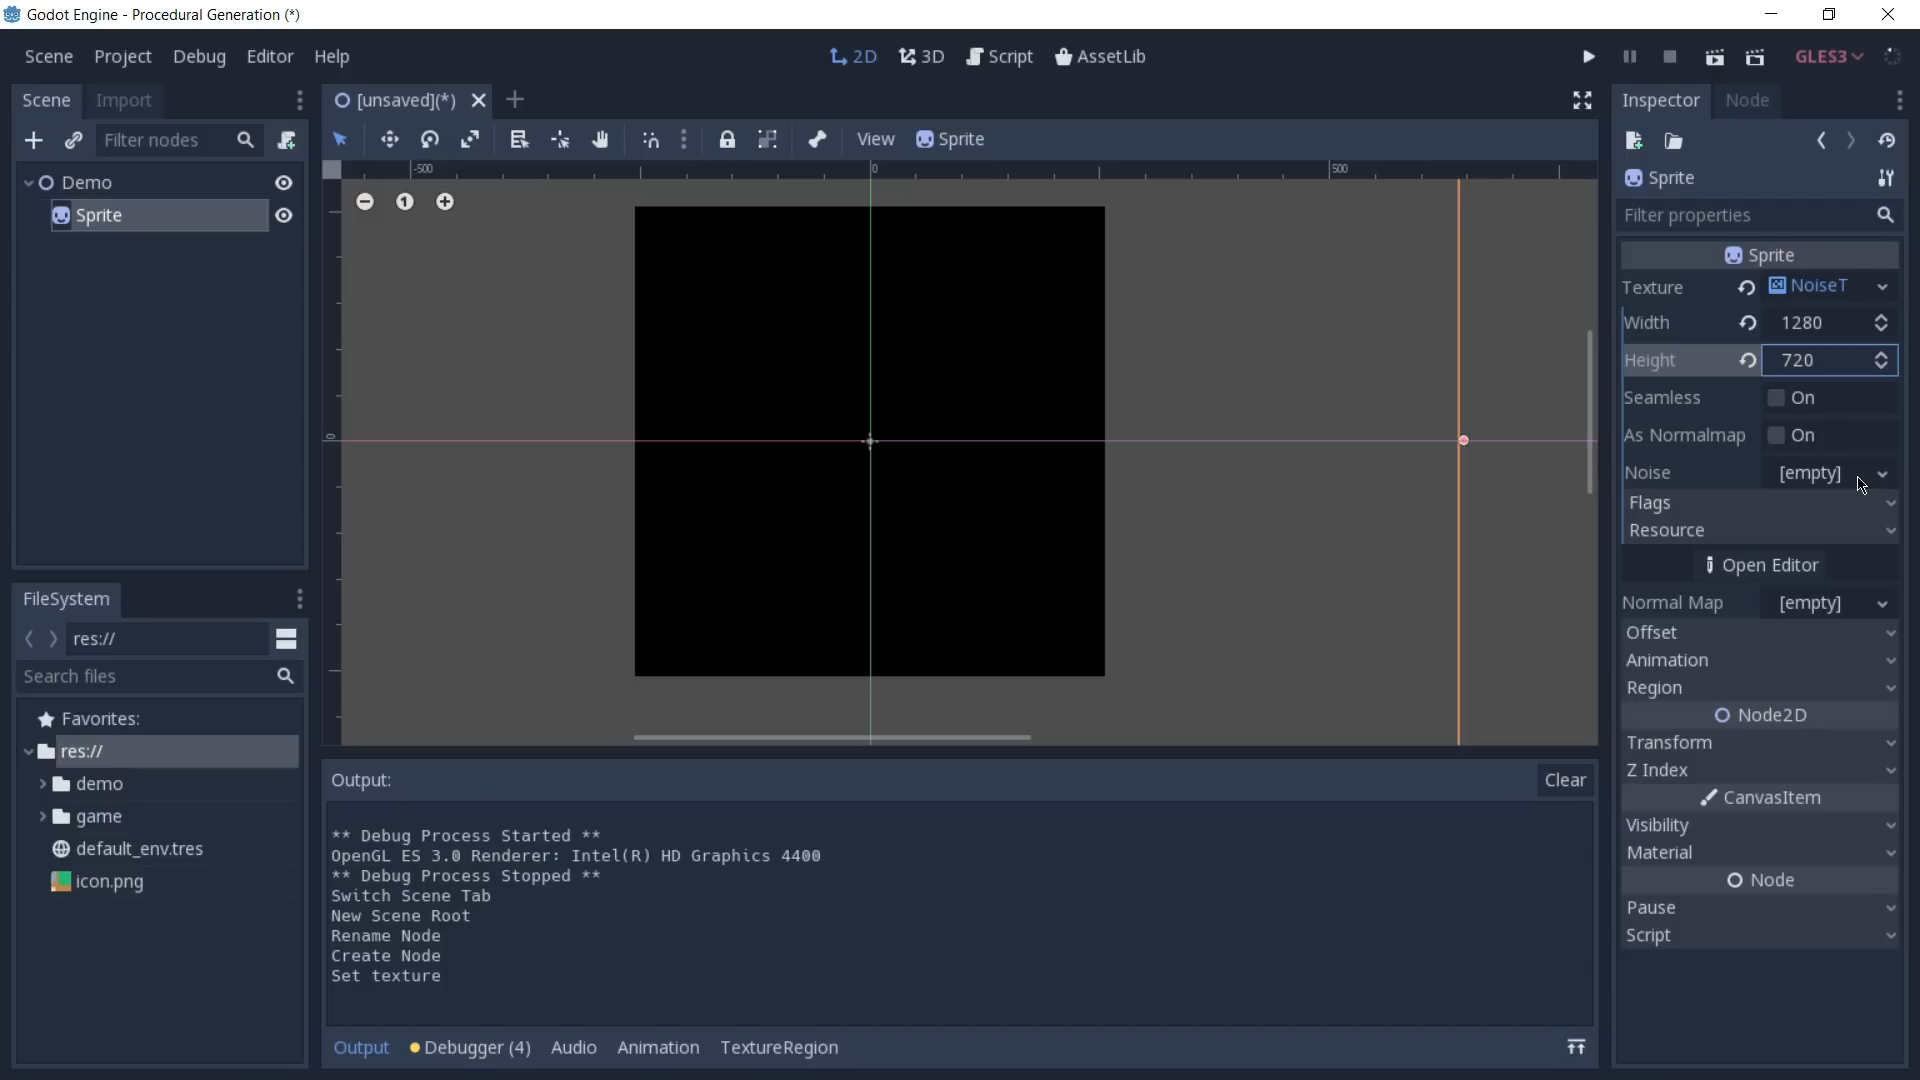 Godot Engine - Procedural Generation (*)
Scene Project Debug Editor Help
2D 3D Script AssetLib
GLES3
Scene Import
[unsaved](*)
Inspector Node
Filter nodes
View Sprite
Demo
Sprite
-500 0 500
0
1
Sprite
Filter properties
Sprite
Texture NoiseT
Width 1280
Height 720
Seamless On
As Normalmap On
Noise [empty]
Flags
Resource
Open Editor
Normal Map [empty]
Offset
Animation
Region
Node2D
Transform
Z Index
CanvasItem
Visibility
Material
Node
Pause
Script
FileSystem
res://
Search files
Favorites:
res://
demo
game
default_env.tres
icon.png
Output: Clear
** Debug Process Started **
OpenGL ES 3.0 Renderer: Intel(R) HD Graphics 4400
** Debug Process Stopped **
Switch Scene Tab
New Scene Root
Rename Node
Create Node
Set texture
Output Debugger (4) Audio Animation TextureRegion